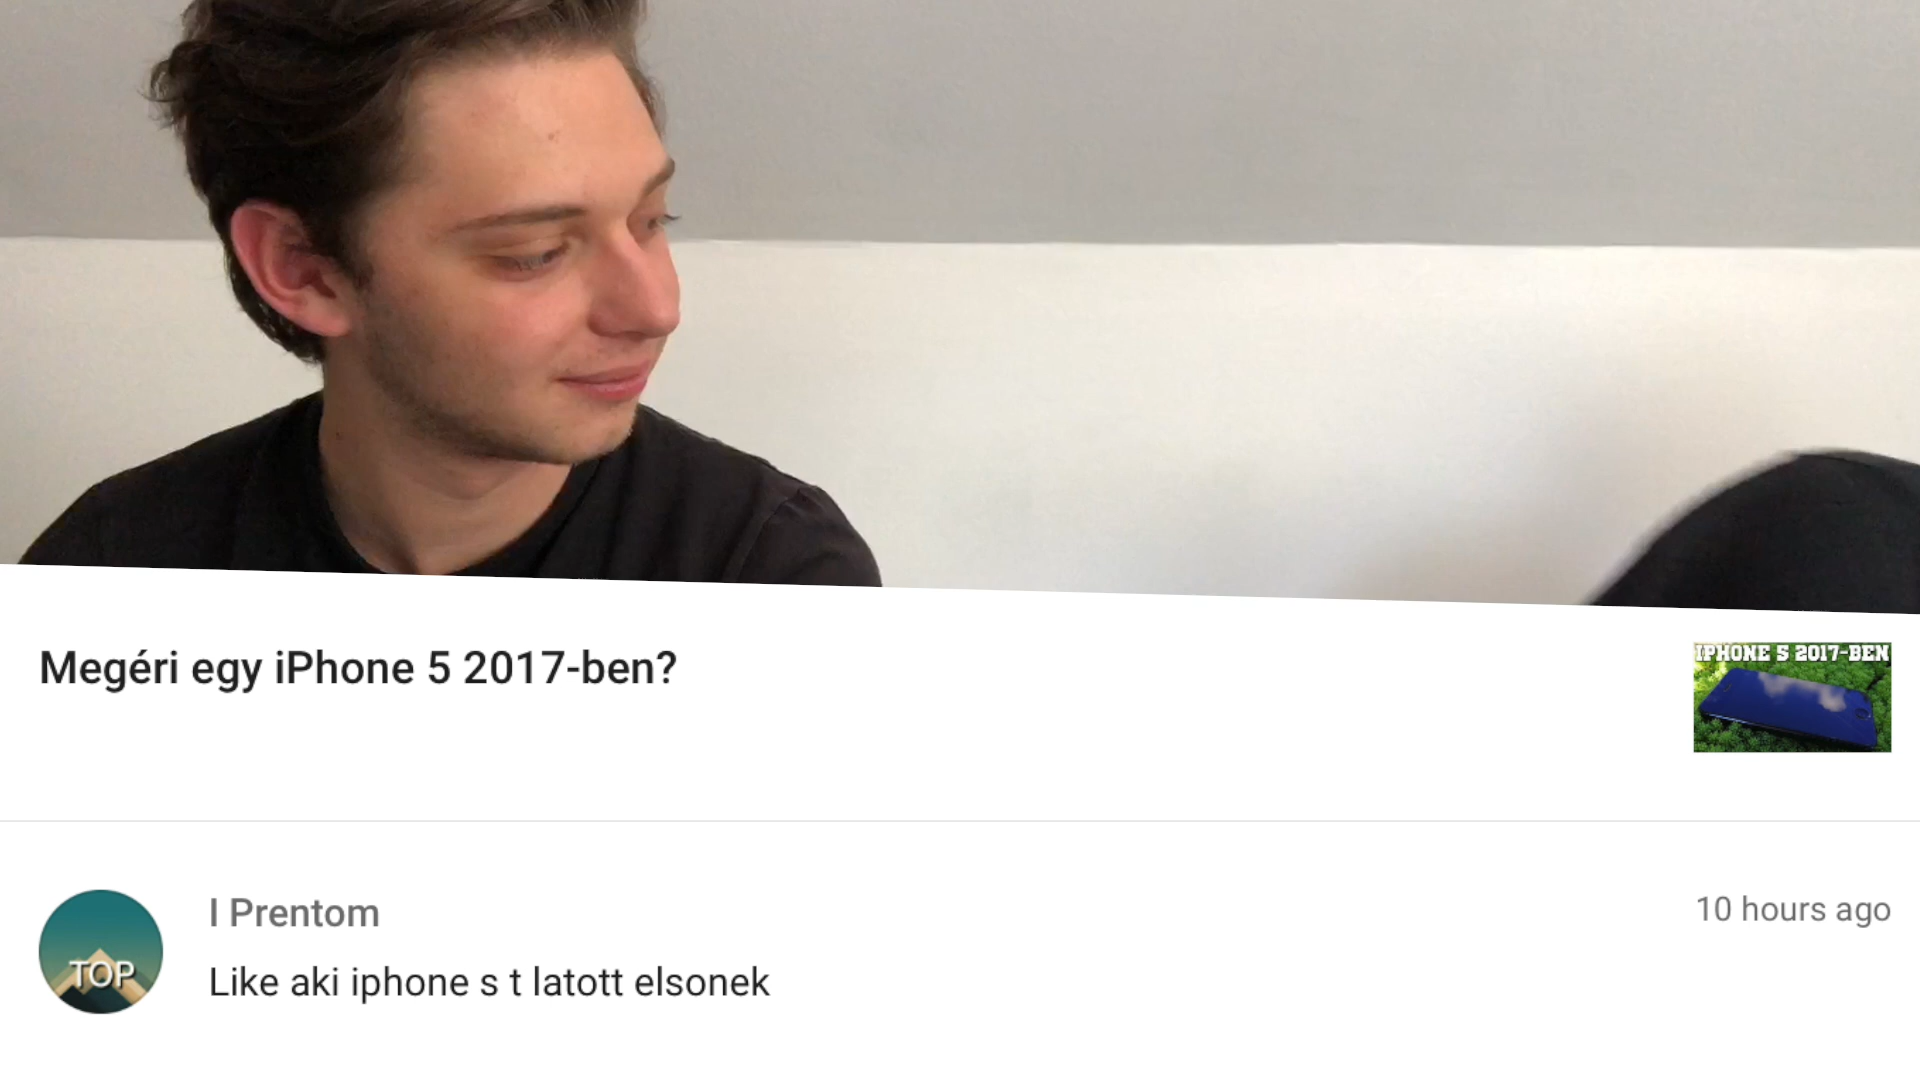 Megéri egy iPhone 5 2017-ben?
IPHONE 5 2017-BEN
TOP
I Prentom
10 hours ago
Like aki iphone s t latott elsonek